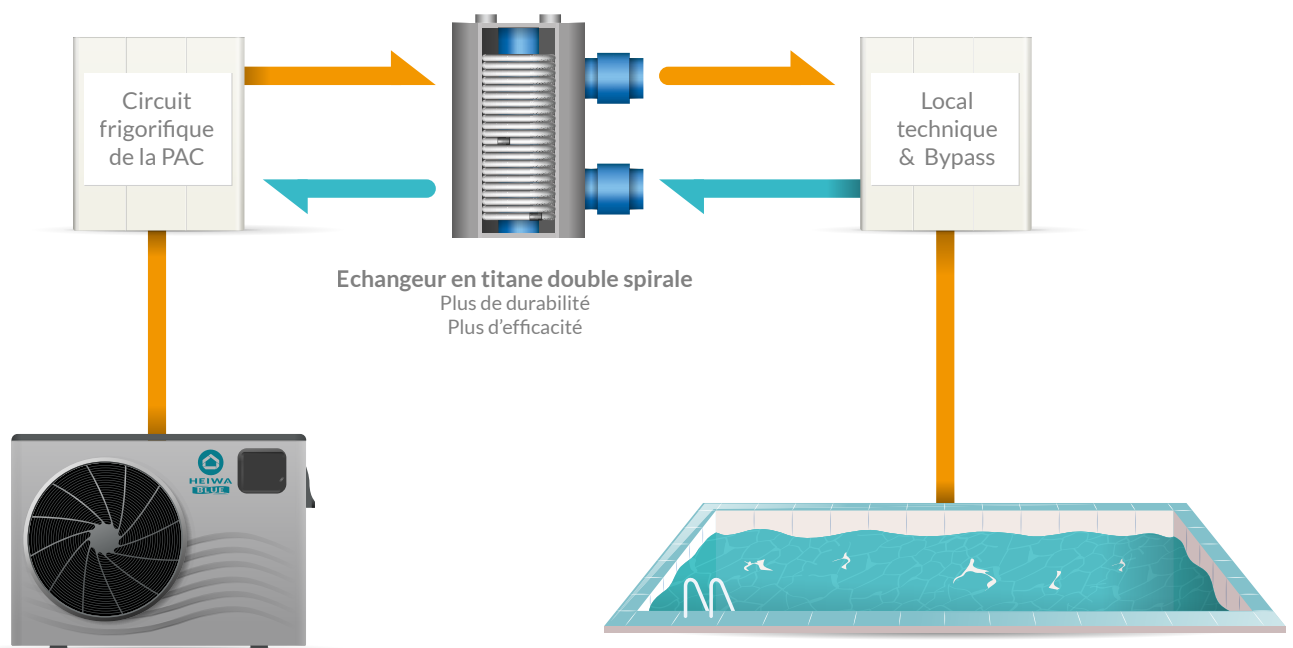 Circuit
frigorifique
de la PAC
Local
technique
& Bypass
Echangeur en titane double spirale
Plus de durabilité
Plus d’efficacité
HEIWA
BLUE